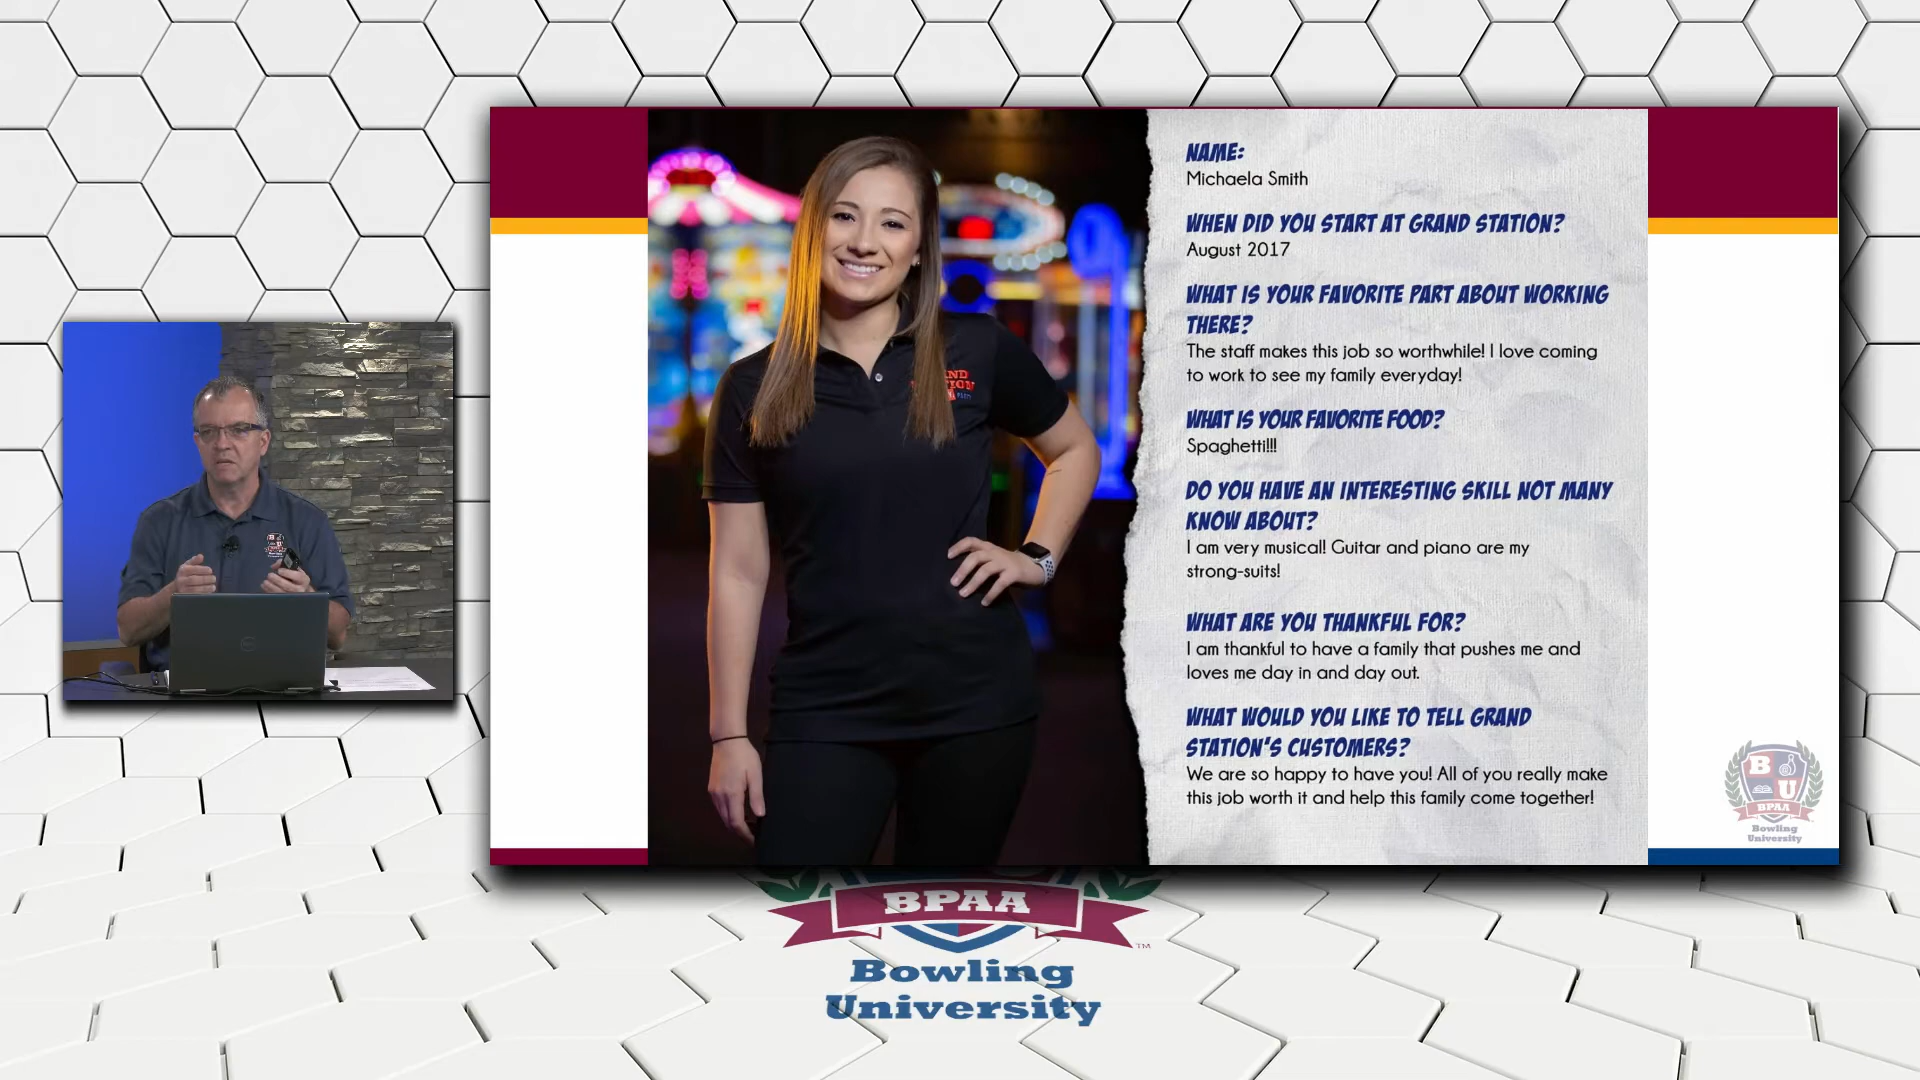 NAME:
Michaela Smith
WHEN DID YOU START AT GRAND STATION?
August 2017
WHAT IS YOUR FAVORITE PART ABOUT WORKING
THERE?
The staff makes this job so worthwhile! I love coming
to work to see my family everyday!
WHAT IS YOUR FAVORITE FOOD?
Spaghetti!!!
DO YOU HAVE AN INTERESTING SKILL NOT MANY
KNOW ABOUT?
I am very musical! Guitar and piano are my
strong-suits!
WHAT ARE YOU THANKFUL FOR?
I am thankful to have a family that pushes me and
loves me day in and day out.
WHAT WOULD YOU LIKE TO TELL GRAND
STATION'S CUSTOMERS?
We are so happy to have you! All of you really make
this job worth it and help this family come together!
B
U
BPAA
Bowling
University
BPAA
TM
Bowling
University